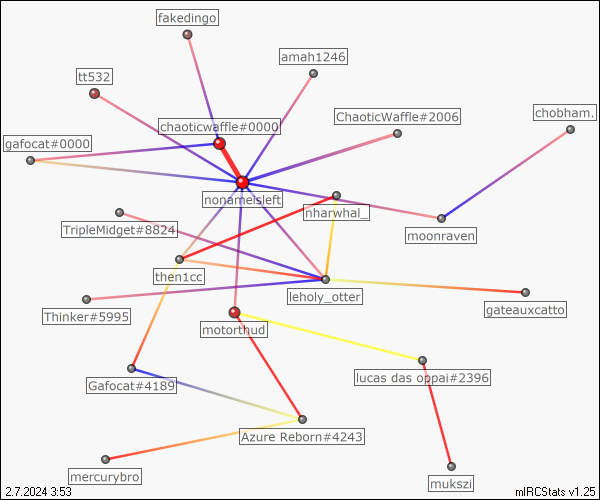 fakedingo
amah1246
tt532
chobham.
ChaoticWaffle#2006
chaoticwaffle#0000
gafocat#0000
nonameisleft
nharwhal_
TripleMidget#8824
moonraven
then1cc
leholy_otter
gateauxcatto
Thinker#5995
motorthud
lucas das oppai#2396
Gafocat#4189
Azure Reborn#4243
mercurybro
mukszi
2.7.2024 3:53
mIRCStats v1.25